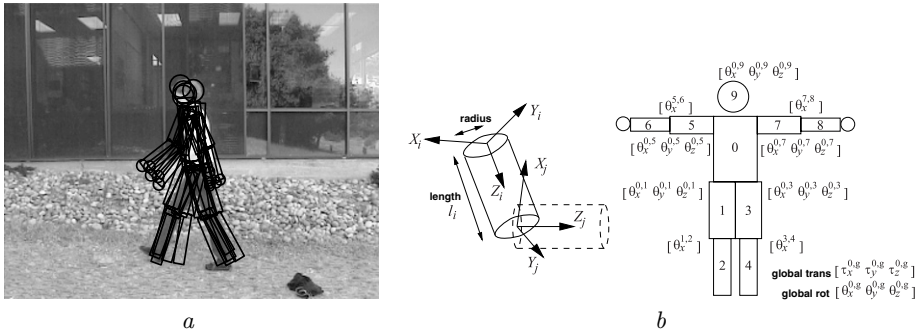 [ θ_x^{0,9} θ_y^{0,9} θ_z^{0,9} ]
9
[ θ_x^{5,6} ]
[ θ_x^{7,8} ]
6 5 7 8
[ θ_x^{0,5} θ_y^{0,5} θ_z^{0,5} ]
0
[ θ_x^{0,7} θ_y^{0,7} θ_z^{0,7} ]
radius
X_i
Y_i
Z_i
X_j
length
l_i
Z_j
Y_j
[ θ_x^{0,1} θ_y^{0,1} θ_z^{0,1} ]
1 3
[ θ_x^{0,3} θ_y^{0,3} θ_z^{0,3} ]
[ θ_x^{1,2} ]
[ θ_x^{3,4} ]
2 4
global trans [ τ_x^{0,g} τ_y^{0,g} τ_z^{0,g} ]
global rot [ θ_x^{0,g} θ_y^{0,g} θ_z^{0,g} ]
a
b